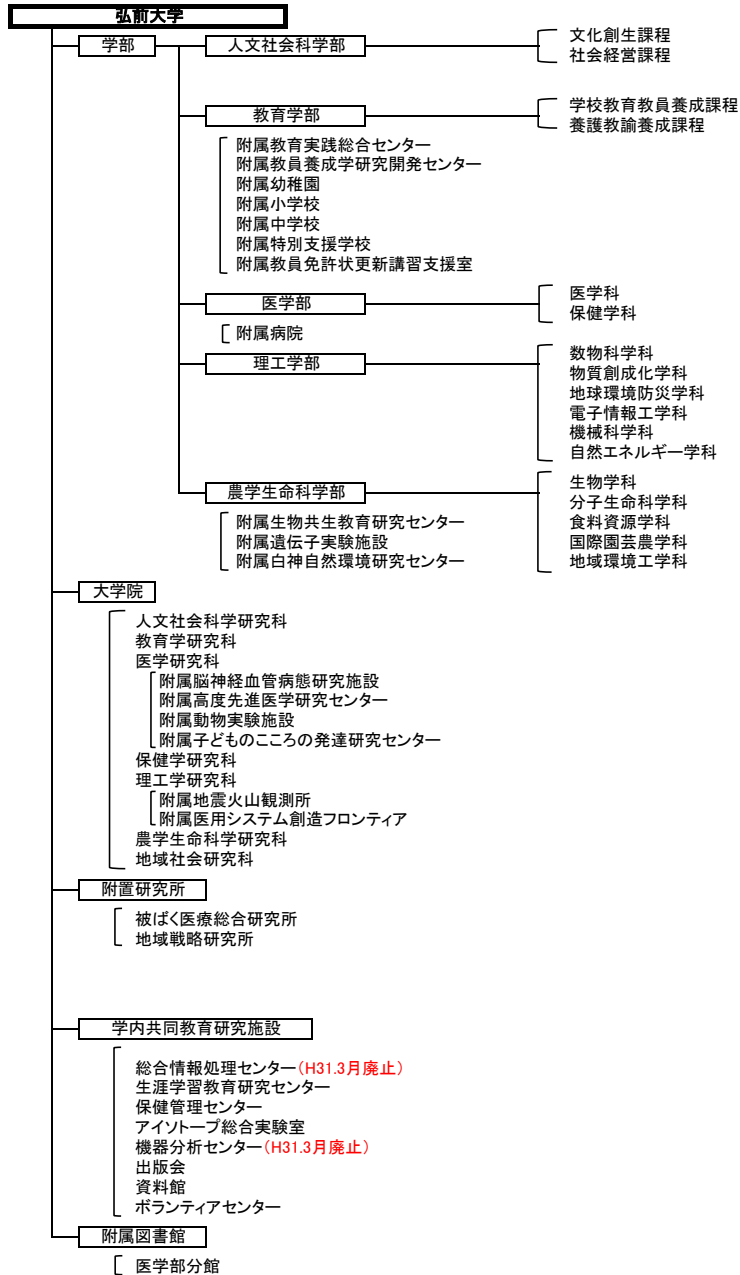 弘前大学
学部
人文社会科学部
文化創生課程
社会経営課程
教育学部
学校教育教員養成課程
養護教諭養成課程
附属教育実践総合センター
附属教員養成学研究開発センター
附属幼稚園
附属小学校
附属中学校
附属特別支援学校
附属教員免許状更新講習支援室
医学部
医学科
保健学科
附属病院
理工学部
数物科学科
物質創成化学科
地球環境防災学科
電子情報工学科
機械科学科
自然エネルギー学科
農学生命科学部
生物学科
分子生命科学科
食料資源学科
国際園芸農学科
地域環境工学科
附属生物共生教育研究センター
附属遺伝子実験施設
附属白神自然環境研究センター
大学院
人文社会科学研究科
教育学研究科
医学研究科
附属脳神経血管病態研究施設
附属高度先進医学研究センター
附属動物実験施設
附属子どものこころの発達研究センター
保健学研究科
理工学研究科
附属地震火山観測所
附属医用システム創造フロンティア
農学生命科学研究科
地域社会研究科
附置研究所
被ばく医療総合研究所
地域戦略研究所
学内共同教育研究施設
総合情報処理センター(H31.3月廃止)
生涯学習教育研究センター
保健管理センター
アイソトープ総合実験室
機器分析センター(H31.3月廃止)
出版会
資料館
ボランティアセンター
附属図書館
医学部分館